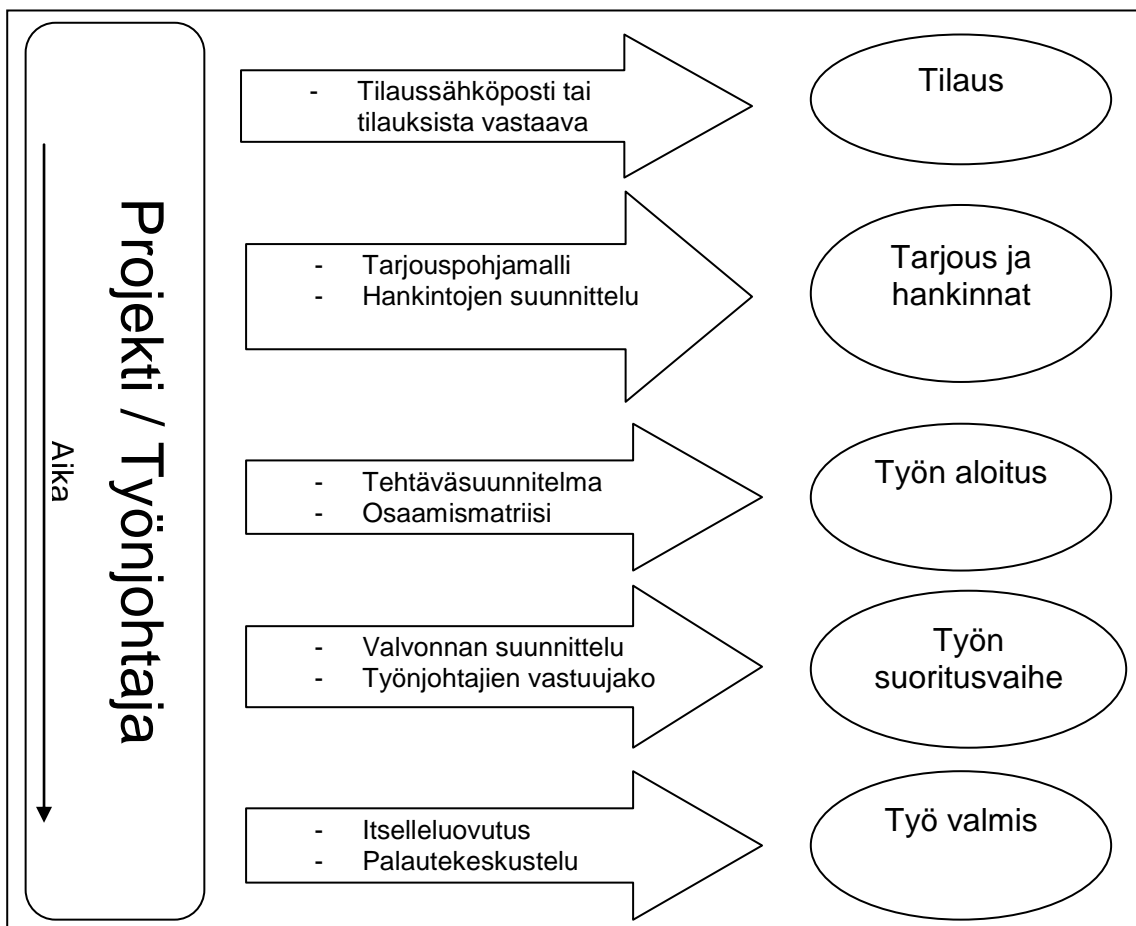 Projekti / Työnjohtaja
Aika
- Tilaussähköposti tai
tilauksista vastaava
Tilaus
- Tarjouspohjamalli
- Hankintojen suunnittelu
Tarjous ja
hankinnat
- Tehtäväsuunnitelma
- Osaamismatriisi
Työn aloitus
- Valvonnan suunnittelu
- Työnjohtajien vastuujako
Työn
suoritusvaihe
- Itselleluovutus
- Palautekeskustelu
Työ valmis